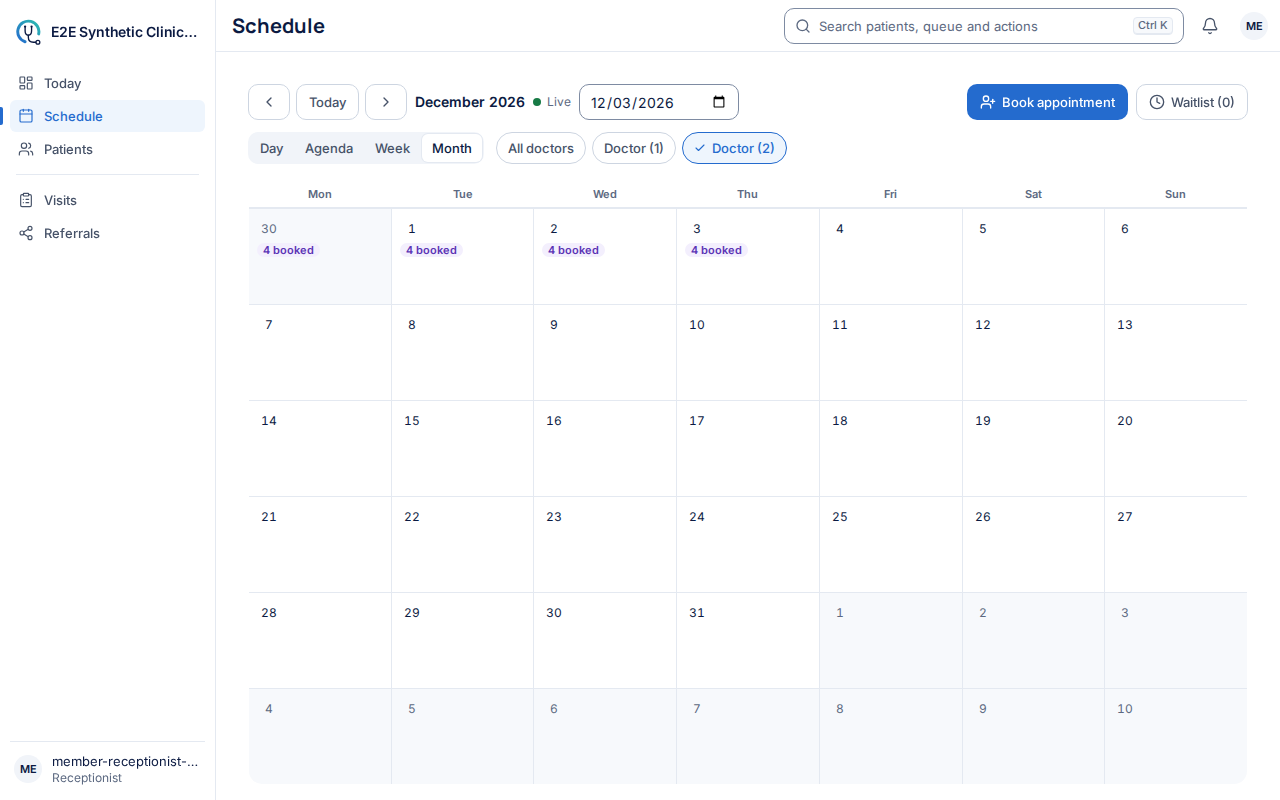 E2E Synthetic Clinic...
Schedule
Search patients, queue and actions
Ctrl K
ME
Today
Schedule
Patients
Visits
Referrals
Today
December 2026
Live
12/03/2026
Book appointment
Waitlist (0)
Day
Agenda
Week
Month
All doctors
Doctor (1)
Doctor (2)
Mon Tue Wed Thu Fri Sat Sun
30 1 2 3 4 5 6
4 booked 4 booked 4 booked 4 booked
7 8 9 10 11 12 13
14 15 16 17 18 19 20
21 22 23 24 25 26 27
28 29 30 31 1 2 3
4 5 6 7 8 9 10
ME
member-receptionist-...
Receptionist